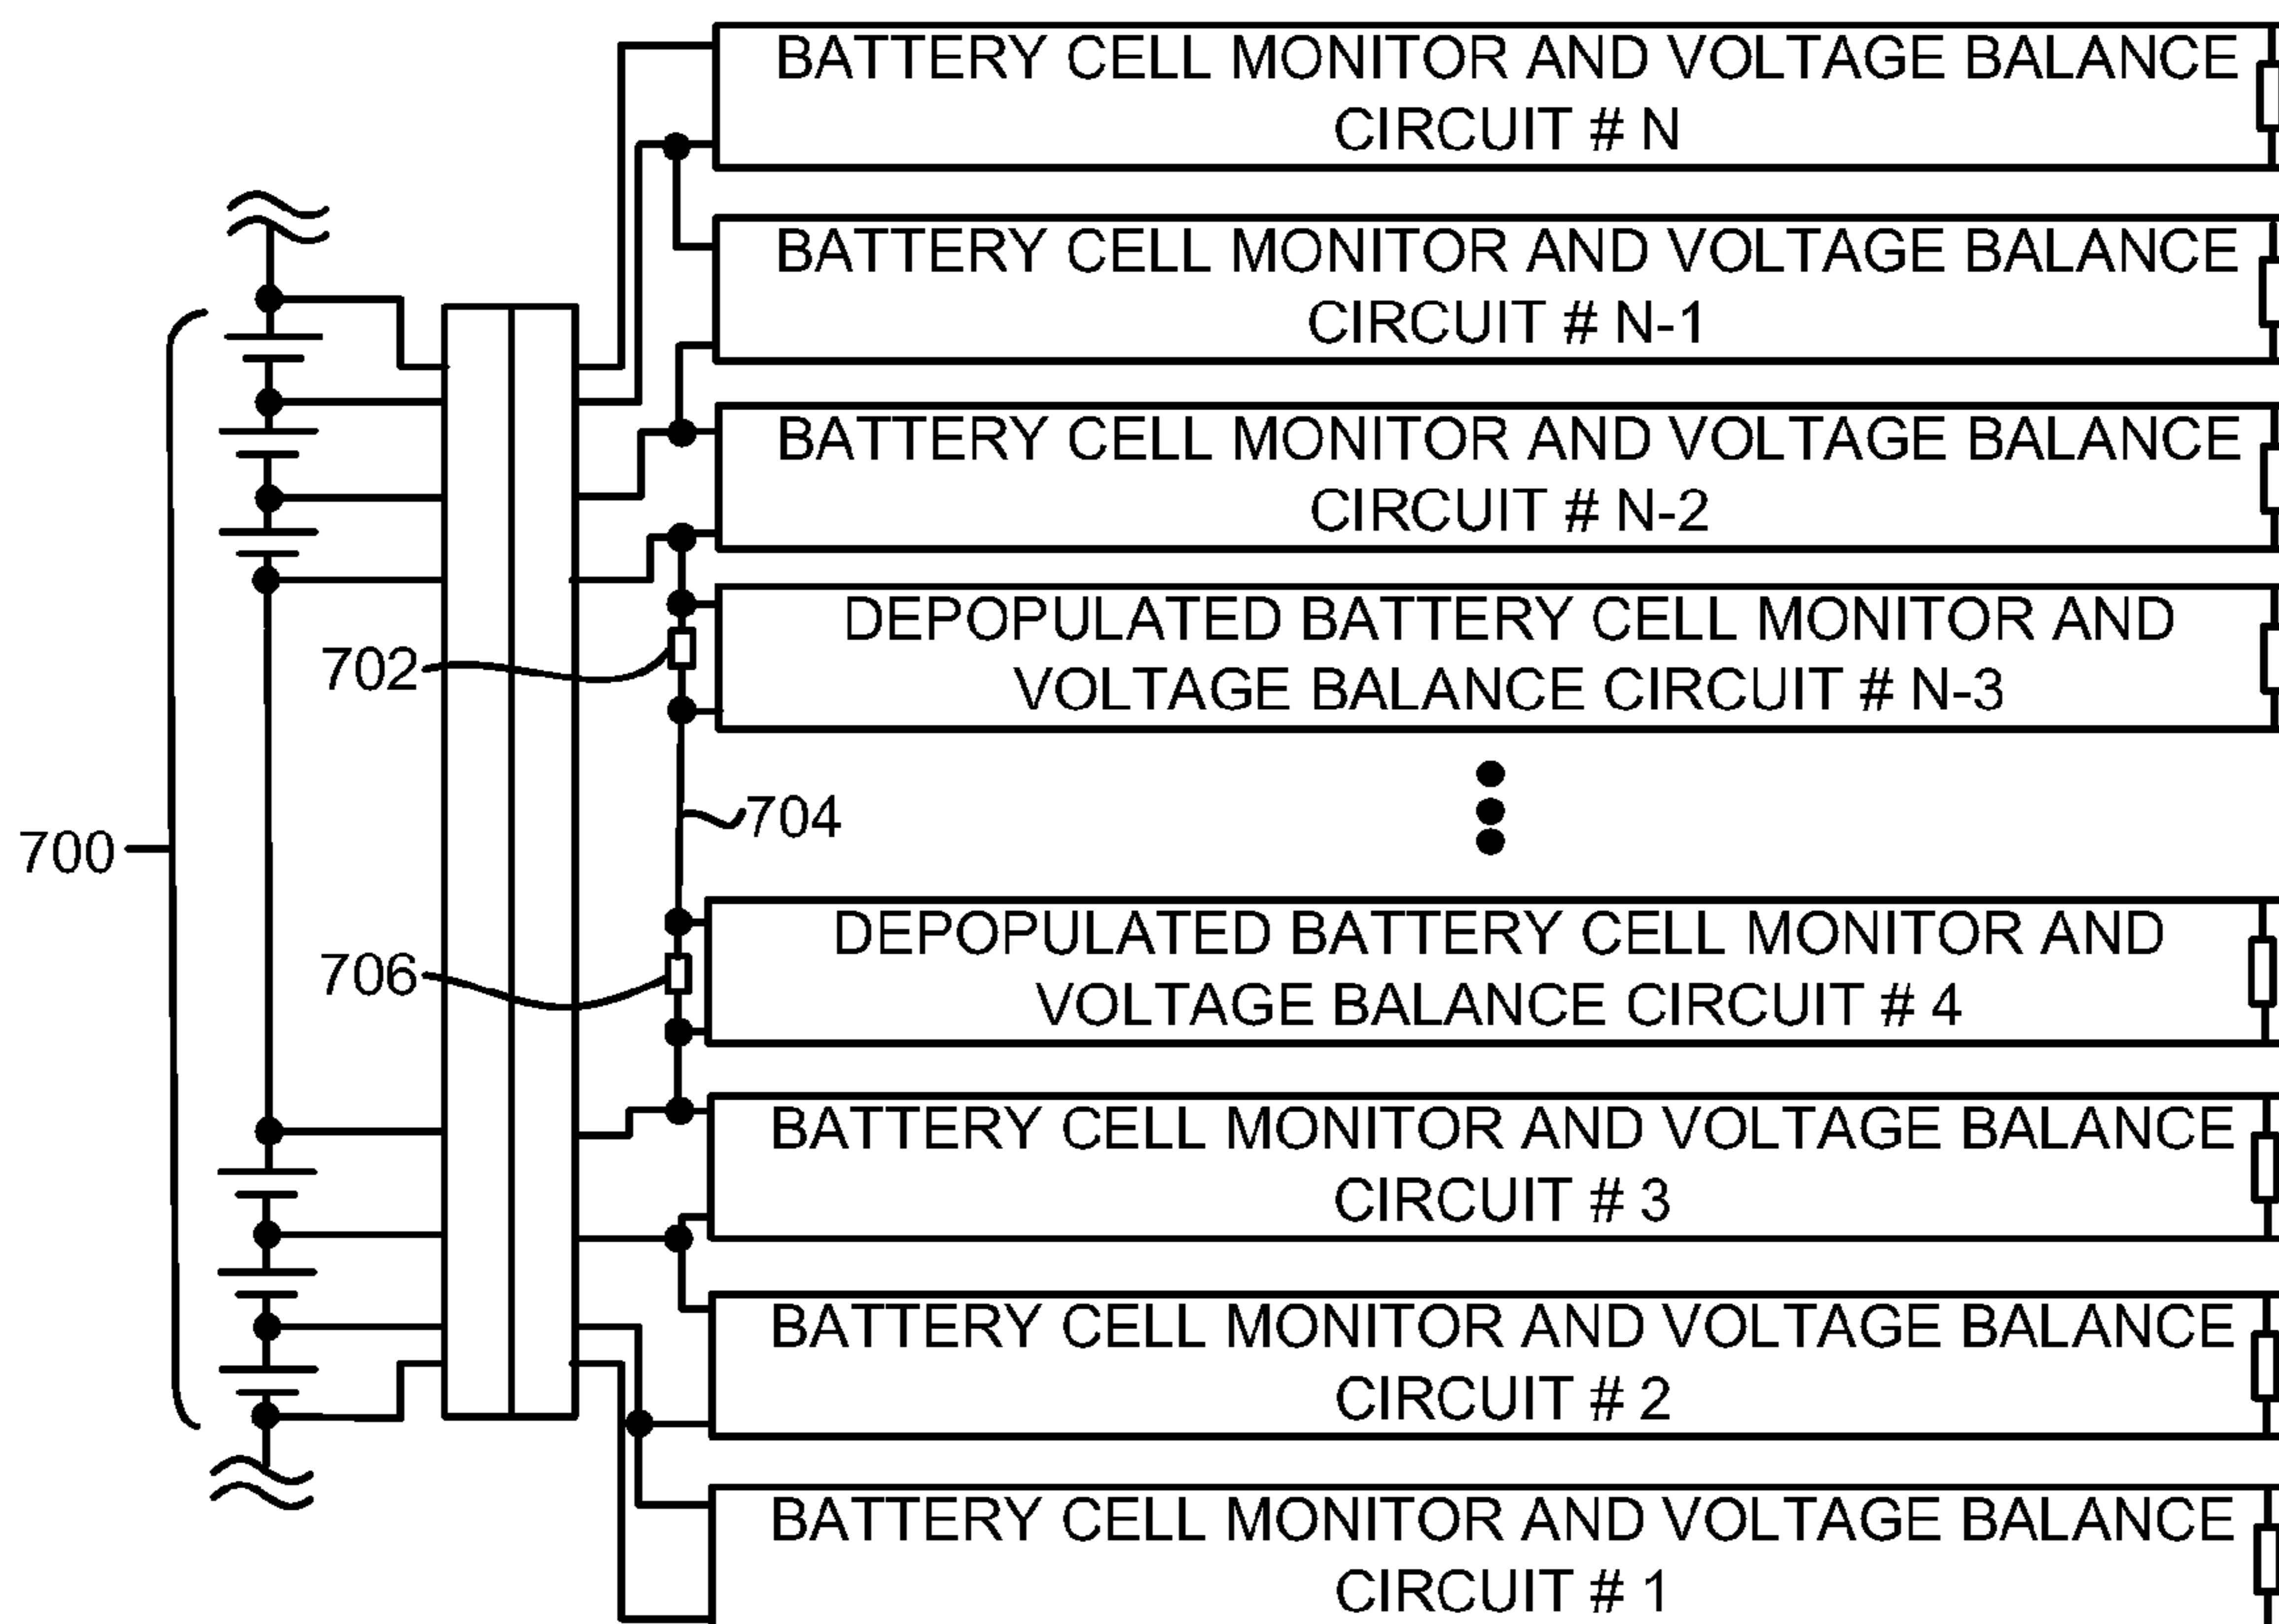 BATTERY CELL MONITOR AND VOLTAGE BALANCE
CIRCUIT # N
BATTERY CELL MONITOR AND VOLTAGE BALANCE
CIRCUIT # N-1
BATTERY CELL MONITOR AND VOLTAGE BALANCE
CIRCUIT # N-2
DEPOPULATED BATTERY CELL MONITOR AND
VOLTAGE BALANCE CIRCUIT # N-3
702
704
700
DEPOPULATED BATTERY CELL MONITOR AND
VOLTAGE BALANCE CIRCUIT # 4
706
BATTERY CELL MONITOR AND VOLTAGE BALANCE
CIRCUIT # 3
BATTERY CELL MONITOR AND VOLTAGE BALANCE
CIRCUIT # 2
BATTERY CELL MONITOR AND VOLTAGE BALANCE
CIRCUIT # 1